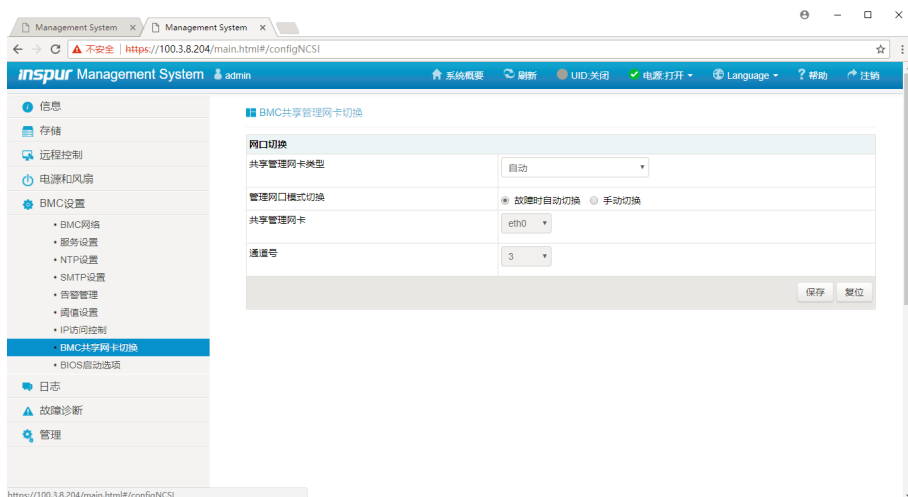 Management System
Management System
不安全 | https://100.3.8.204/main.html#/configNCSI
inspur Management System admin 系统概要 刷新 UID:关闭 电源:打开 Language 帮助 注销
信息
存储
远程控制
电源和风扇
BMC设置
BMC网络
服务设置
NTP设置
SMTP设置
告警管理
阈值设置
IP访问控制
BMC共享网卡切换
BIOS启动选项
日志
故障诊断
管理
BMC共享管理网卡切换
网口切换
共享管理网卡类型 自动
管理网口模式切换 故障时自动切换 手动切换
共享管理网卡 eth0
通道号 3
保存 复位
https://100.3.8.204/main.html#/configNCSI